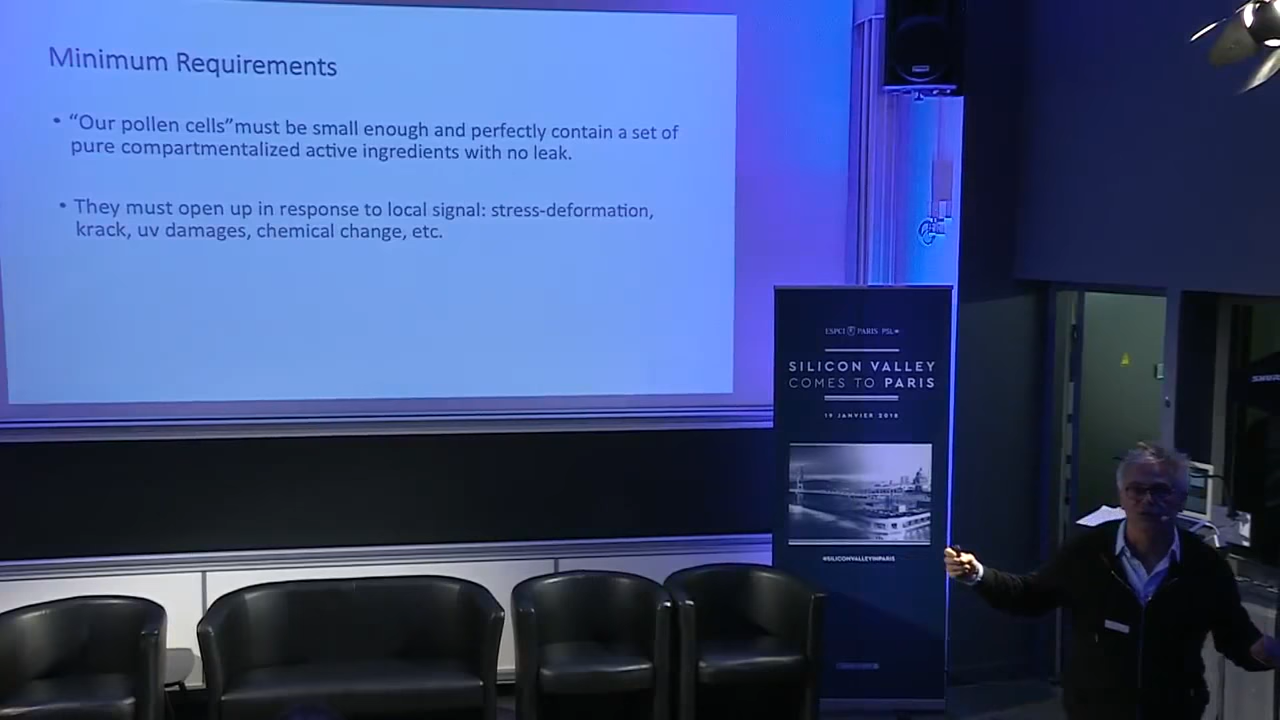 Minimum Requirements
• “Our pollen cells”must be small enough and perfectly contain a set of
pure compartmentalized active ingredients with no leak.
• They must open up in response to local signal: stress-deformation,
krack, uv damages, chemical change, etc.
ESPCI PARIS PSL
SILICON VALLEY
COMES TO PARIS
19 JANVIER 2018
#SILICONVALLEYINPARIS